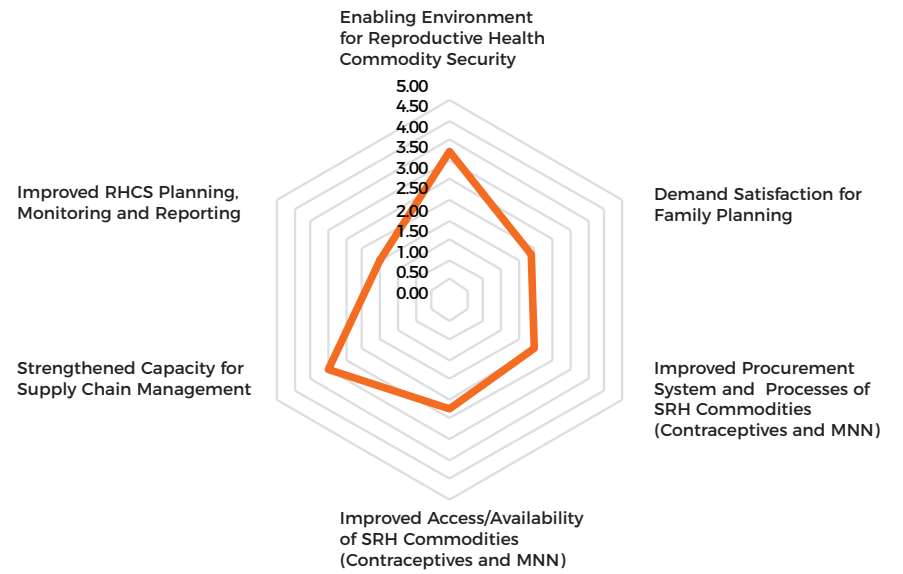 Enabling Environment
for Reproductive Health
Commodity Security
5.00
4.50
4.00
3.50
3.00
2.50
2.00
1.50
1.00
0.50
0.00
Demand Satisfaction for
Family Planning
Improved Procurement
System and  Processes of
SRH Commodities
(Contraceptives and MNN)
Improved Access/Availability
of SRH Commodities
(Contraceptives and MNN)
Strengthened Capacity for
Supply Chain Management
Improved RHCS Planning,
Monitoring and Reporting